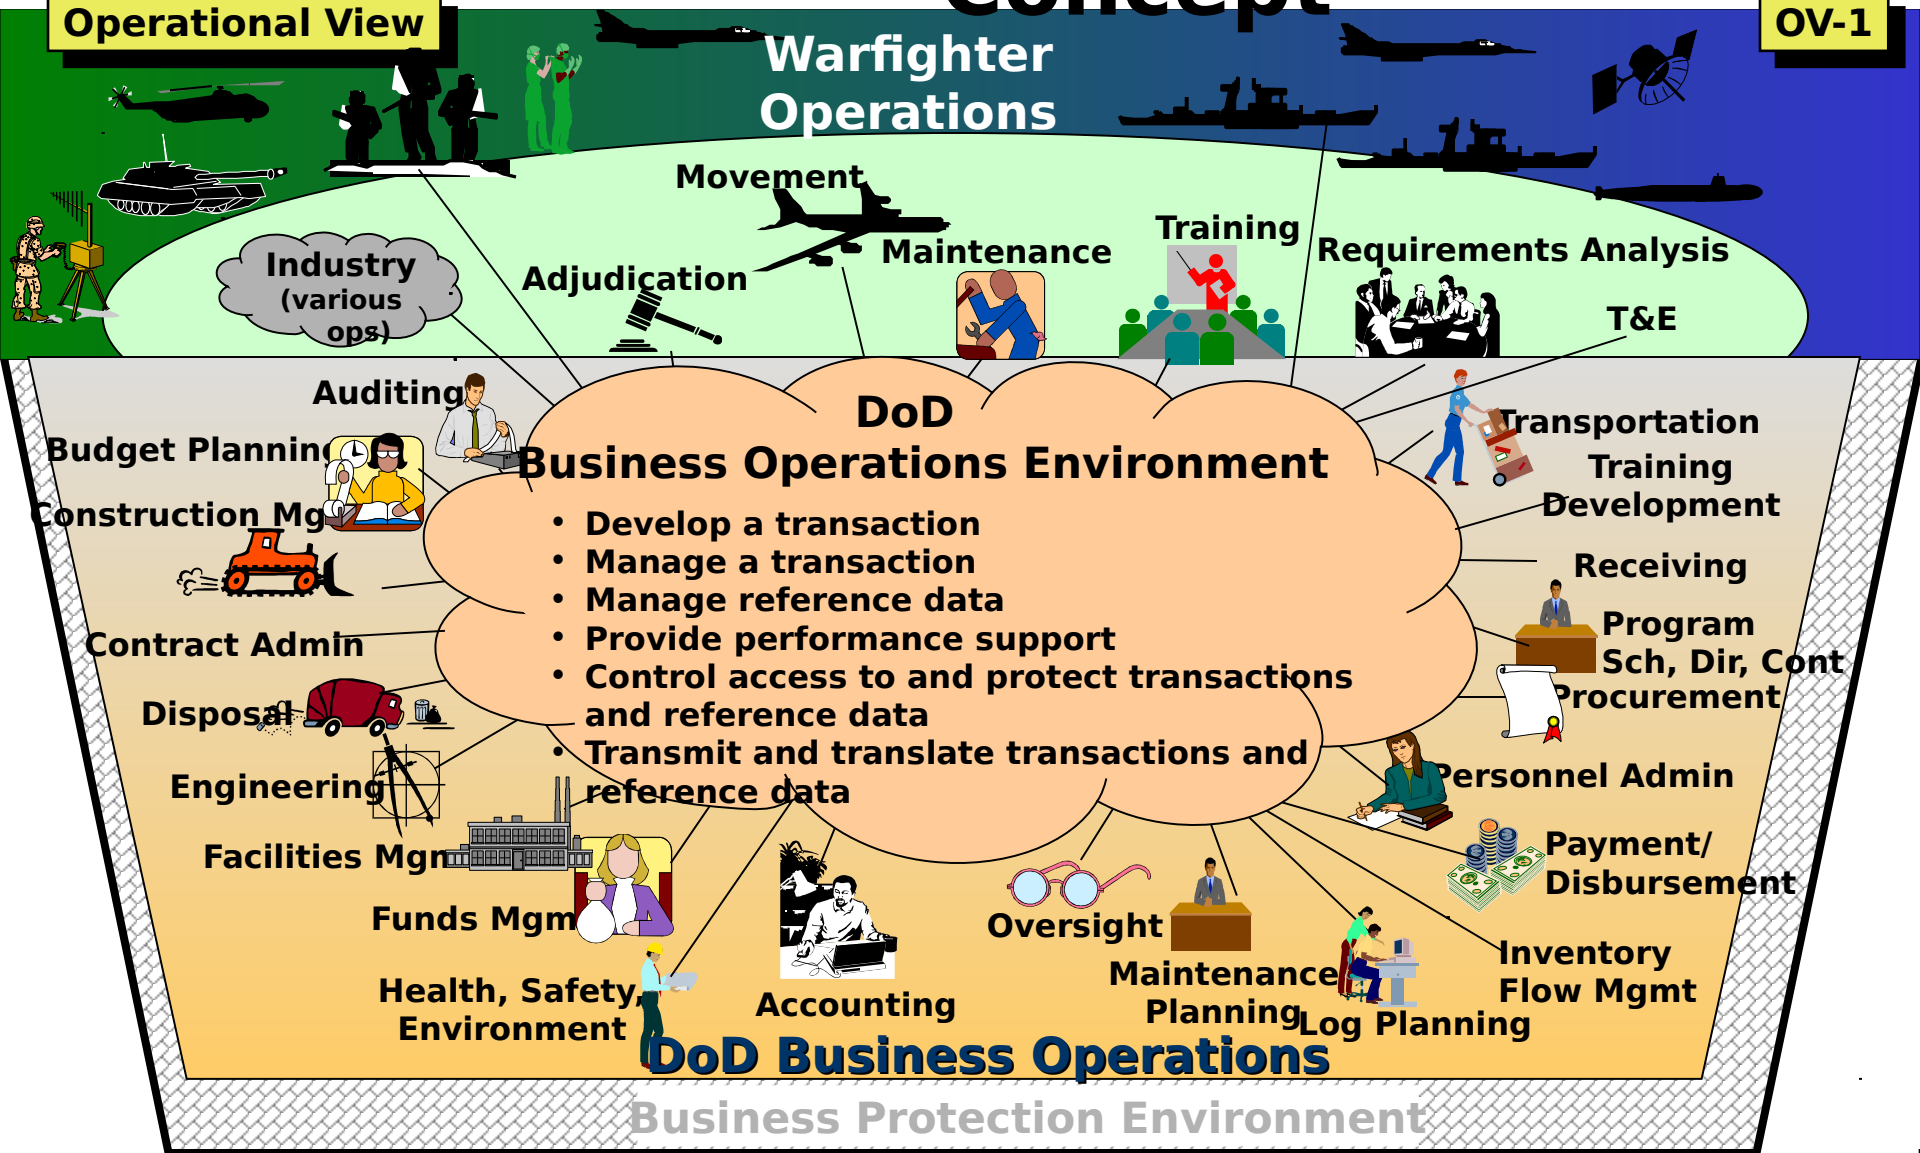 Concept
Operational View
OV-1
Warfighter
Operations
Movement
Training
Maintenance
Requirements Analysis
Industry
(various
ops)
Adjudication
T&E
Auditing
Budget Planning
Construction Mg
Contract Admin
Disposal
Engineering
Facilities Mgm
Funds Mgm
Health, Safety,
Environment
DoD
Business Operations Environment
• Develop a transaction
• Manage a transaction
• Manage reference data
• Provide performance support
• Control access to and protect transactions
and reference data
• Transmit and translate transactions and
reference data
Transportation
Training
Development
Receiving
Program
Sch, Dir, Cont
Procurement
Personnel Admin
Payment/
Disbursement
Inventory
Flow Mgmt
Oversight
Accounting
Maintenance
Planning
Log Planning
DoD Business Operations
Business Protection Environment